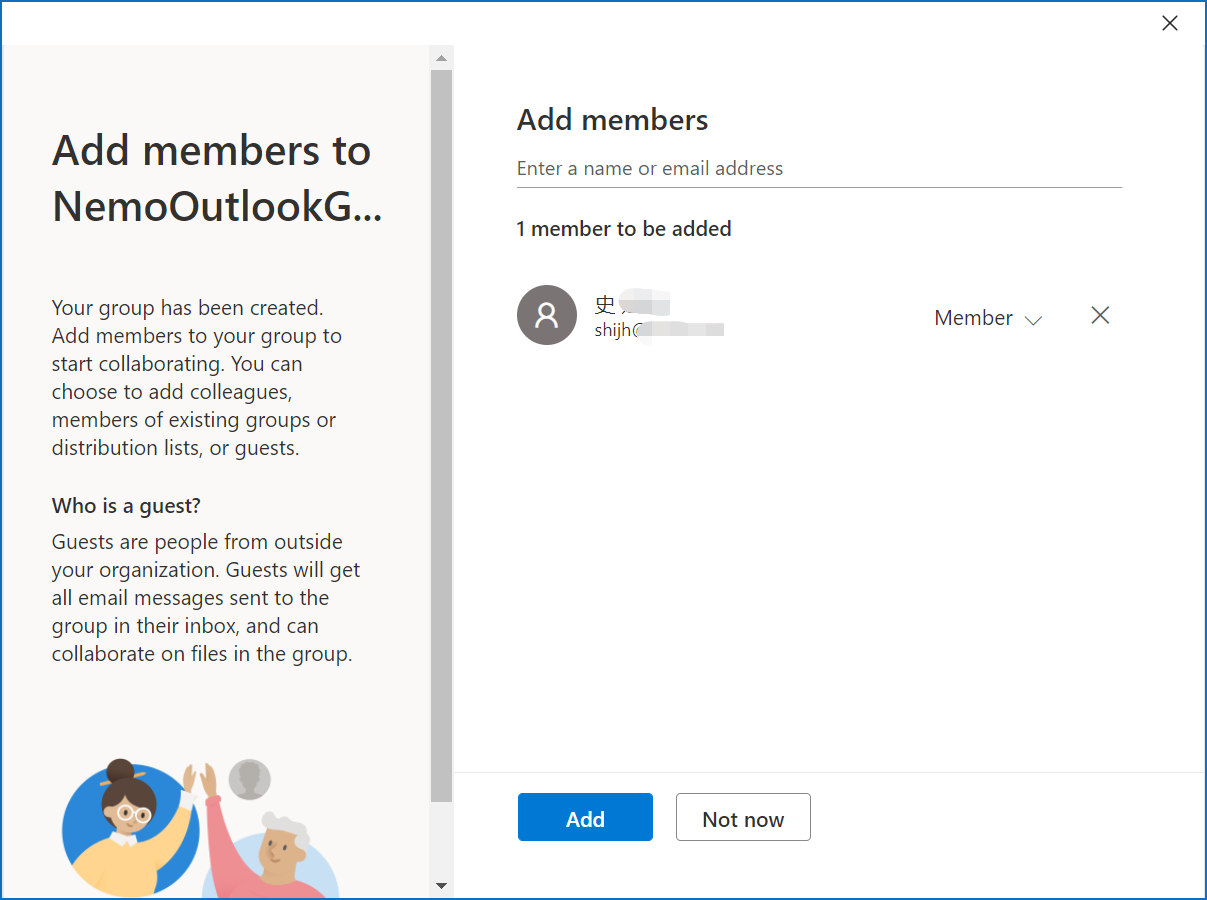 Add members to
NemoOutlookG...
Your group has been created.
Add members to your group to
start collaborating. You can
choose to add colleagues,
members of existing groups or
distribution lists, or guests.
Who is a guest?
Guests are people from outside
your organization. Guests will get
all email messages sent to the
group in their inbox, and can
collaborate on files in the group.
Add members
Enter a name or email address
1 member to be added
史
shijh@
Member
Add
Not now